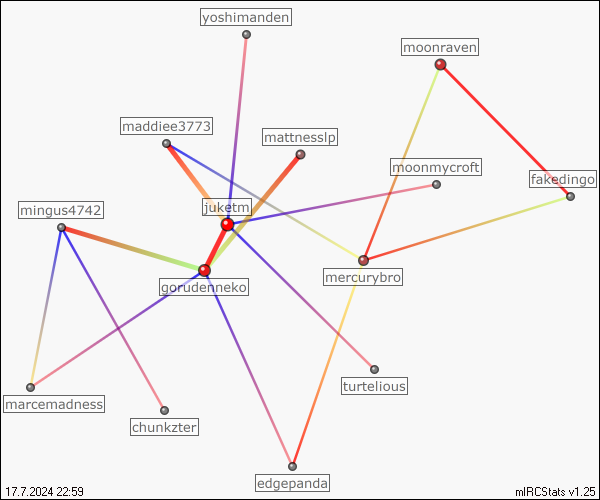 yoshimanden
moonraven
maddiee3773
mattnesslp
moonmycroft
fakedingo
mingus4742
juketm
mercurybro
gorudenneko
turtelious
marcemadness
chunkzter
edgepanda
17.7.2024 22:59
mIRCStats v1.25